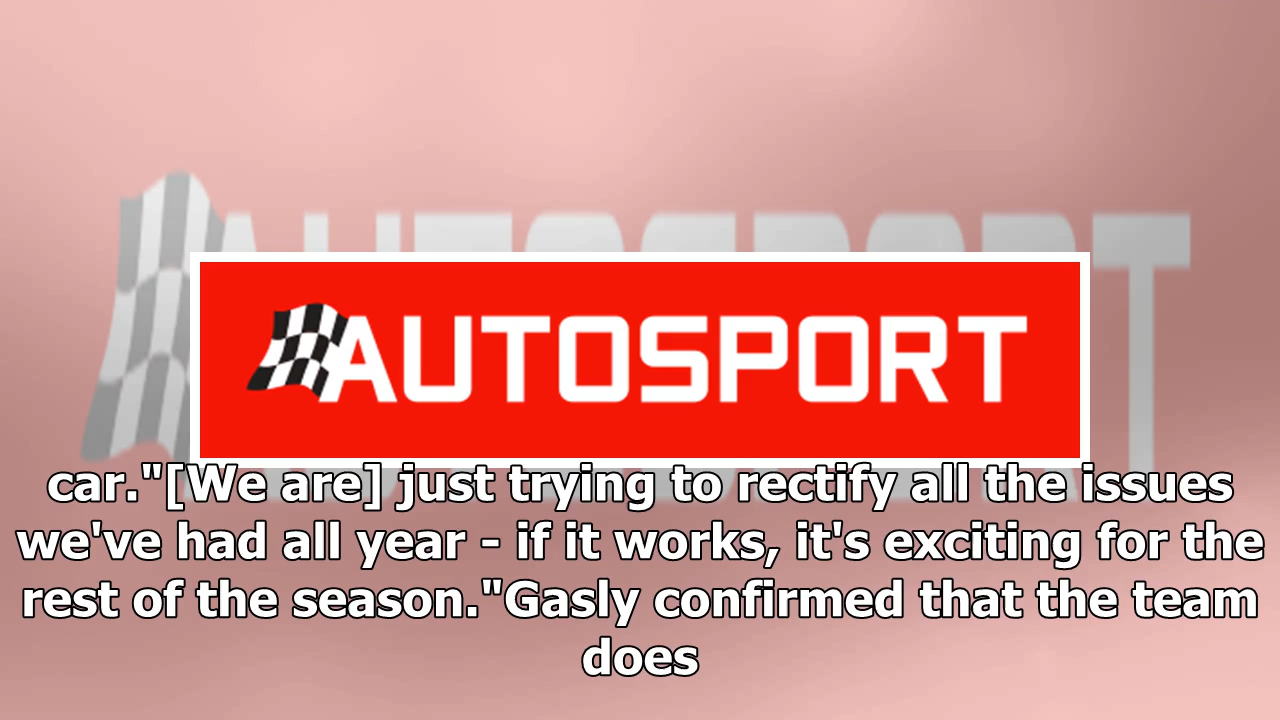 AUTOSPORT
car."[We are] just trying to rectify all the issues
we've had all year - if it works, it's exciting for the
rest of the season."Gasly confirmed that the team
does